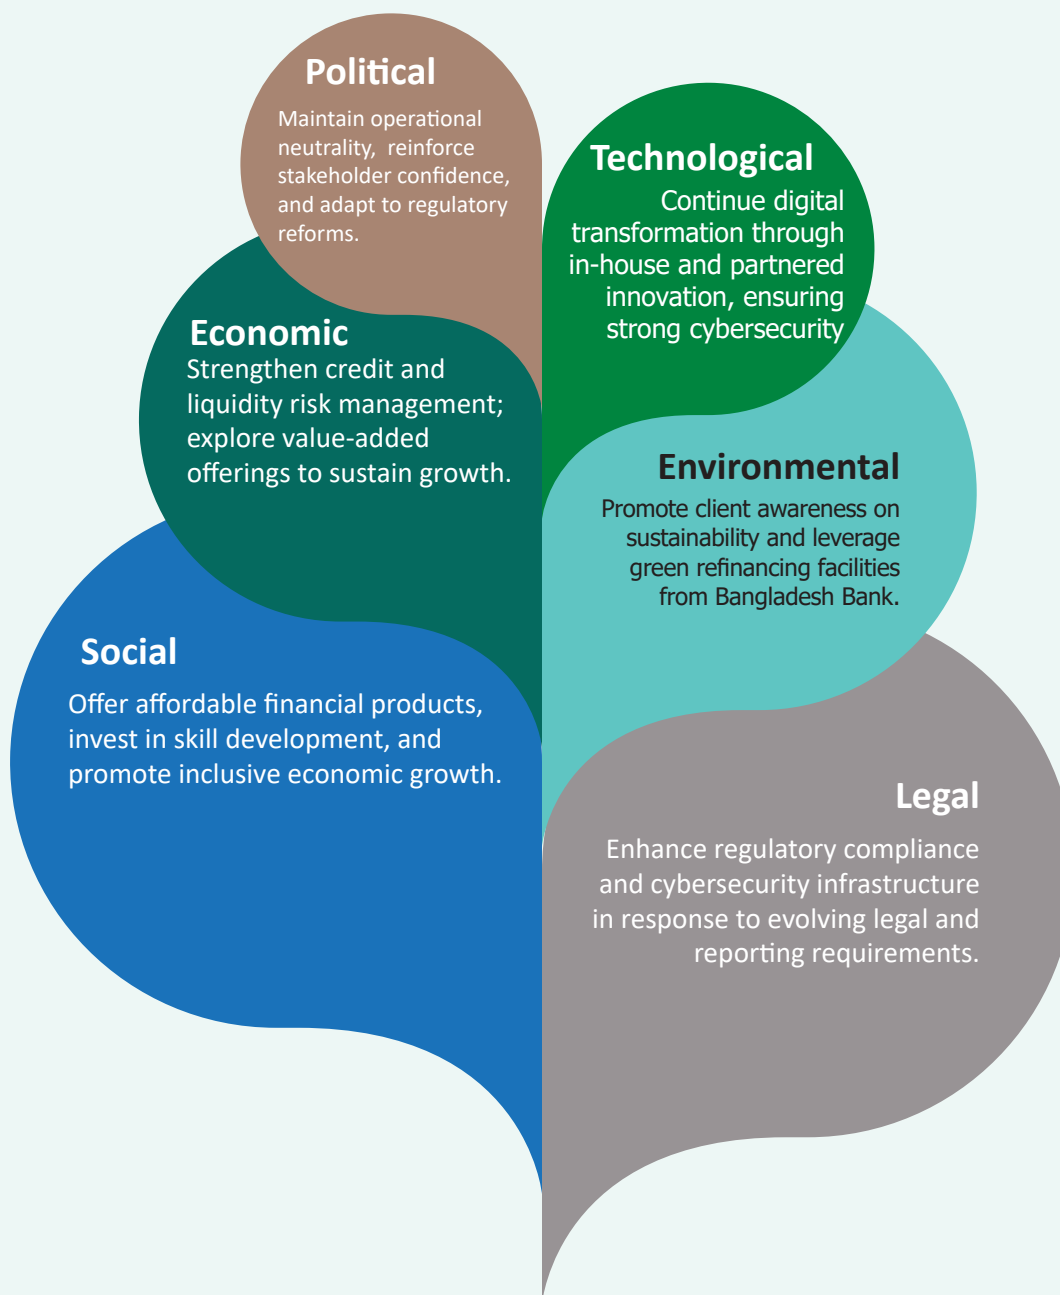 Political
Maintain operational
neutrality, reinforce
stakeholder confidence,
and adapt to regulatory
reforms.
Economic
Strengthen credit and
liquidity risk management;
explore value-added
offerings to sustain growth.
Social
Offer affordable financial products,
invest in skill development, and
promote inclusive economic growth.
Technological
Continue digital
transformation through
in-house and partnered
innovation, ensuring
strong cybersecurity
Environmental
Promote client awareness on
sustainability and leverage
green refinancing facilities
from Bangladesh Bank.
Legal
Enhance regulatory compliance
and cybersecurity infrastructure
in response to evolving legal and
reporting requirements.